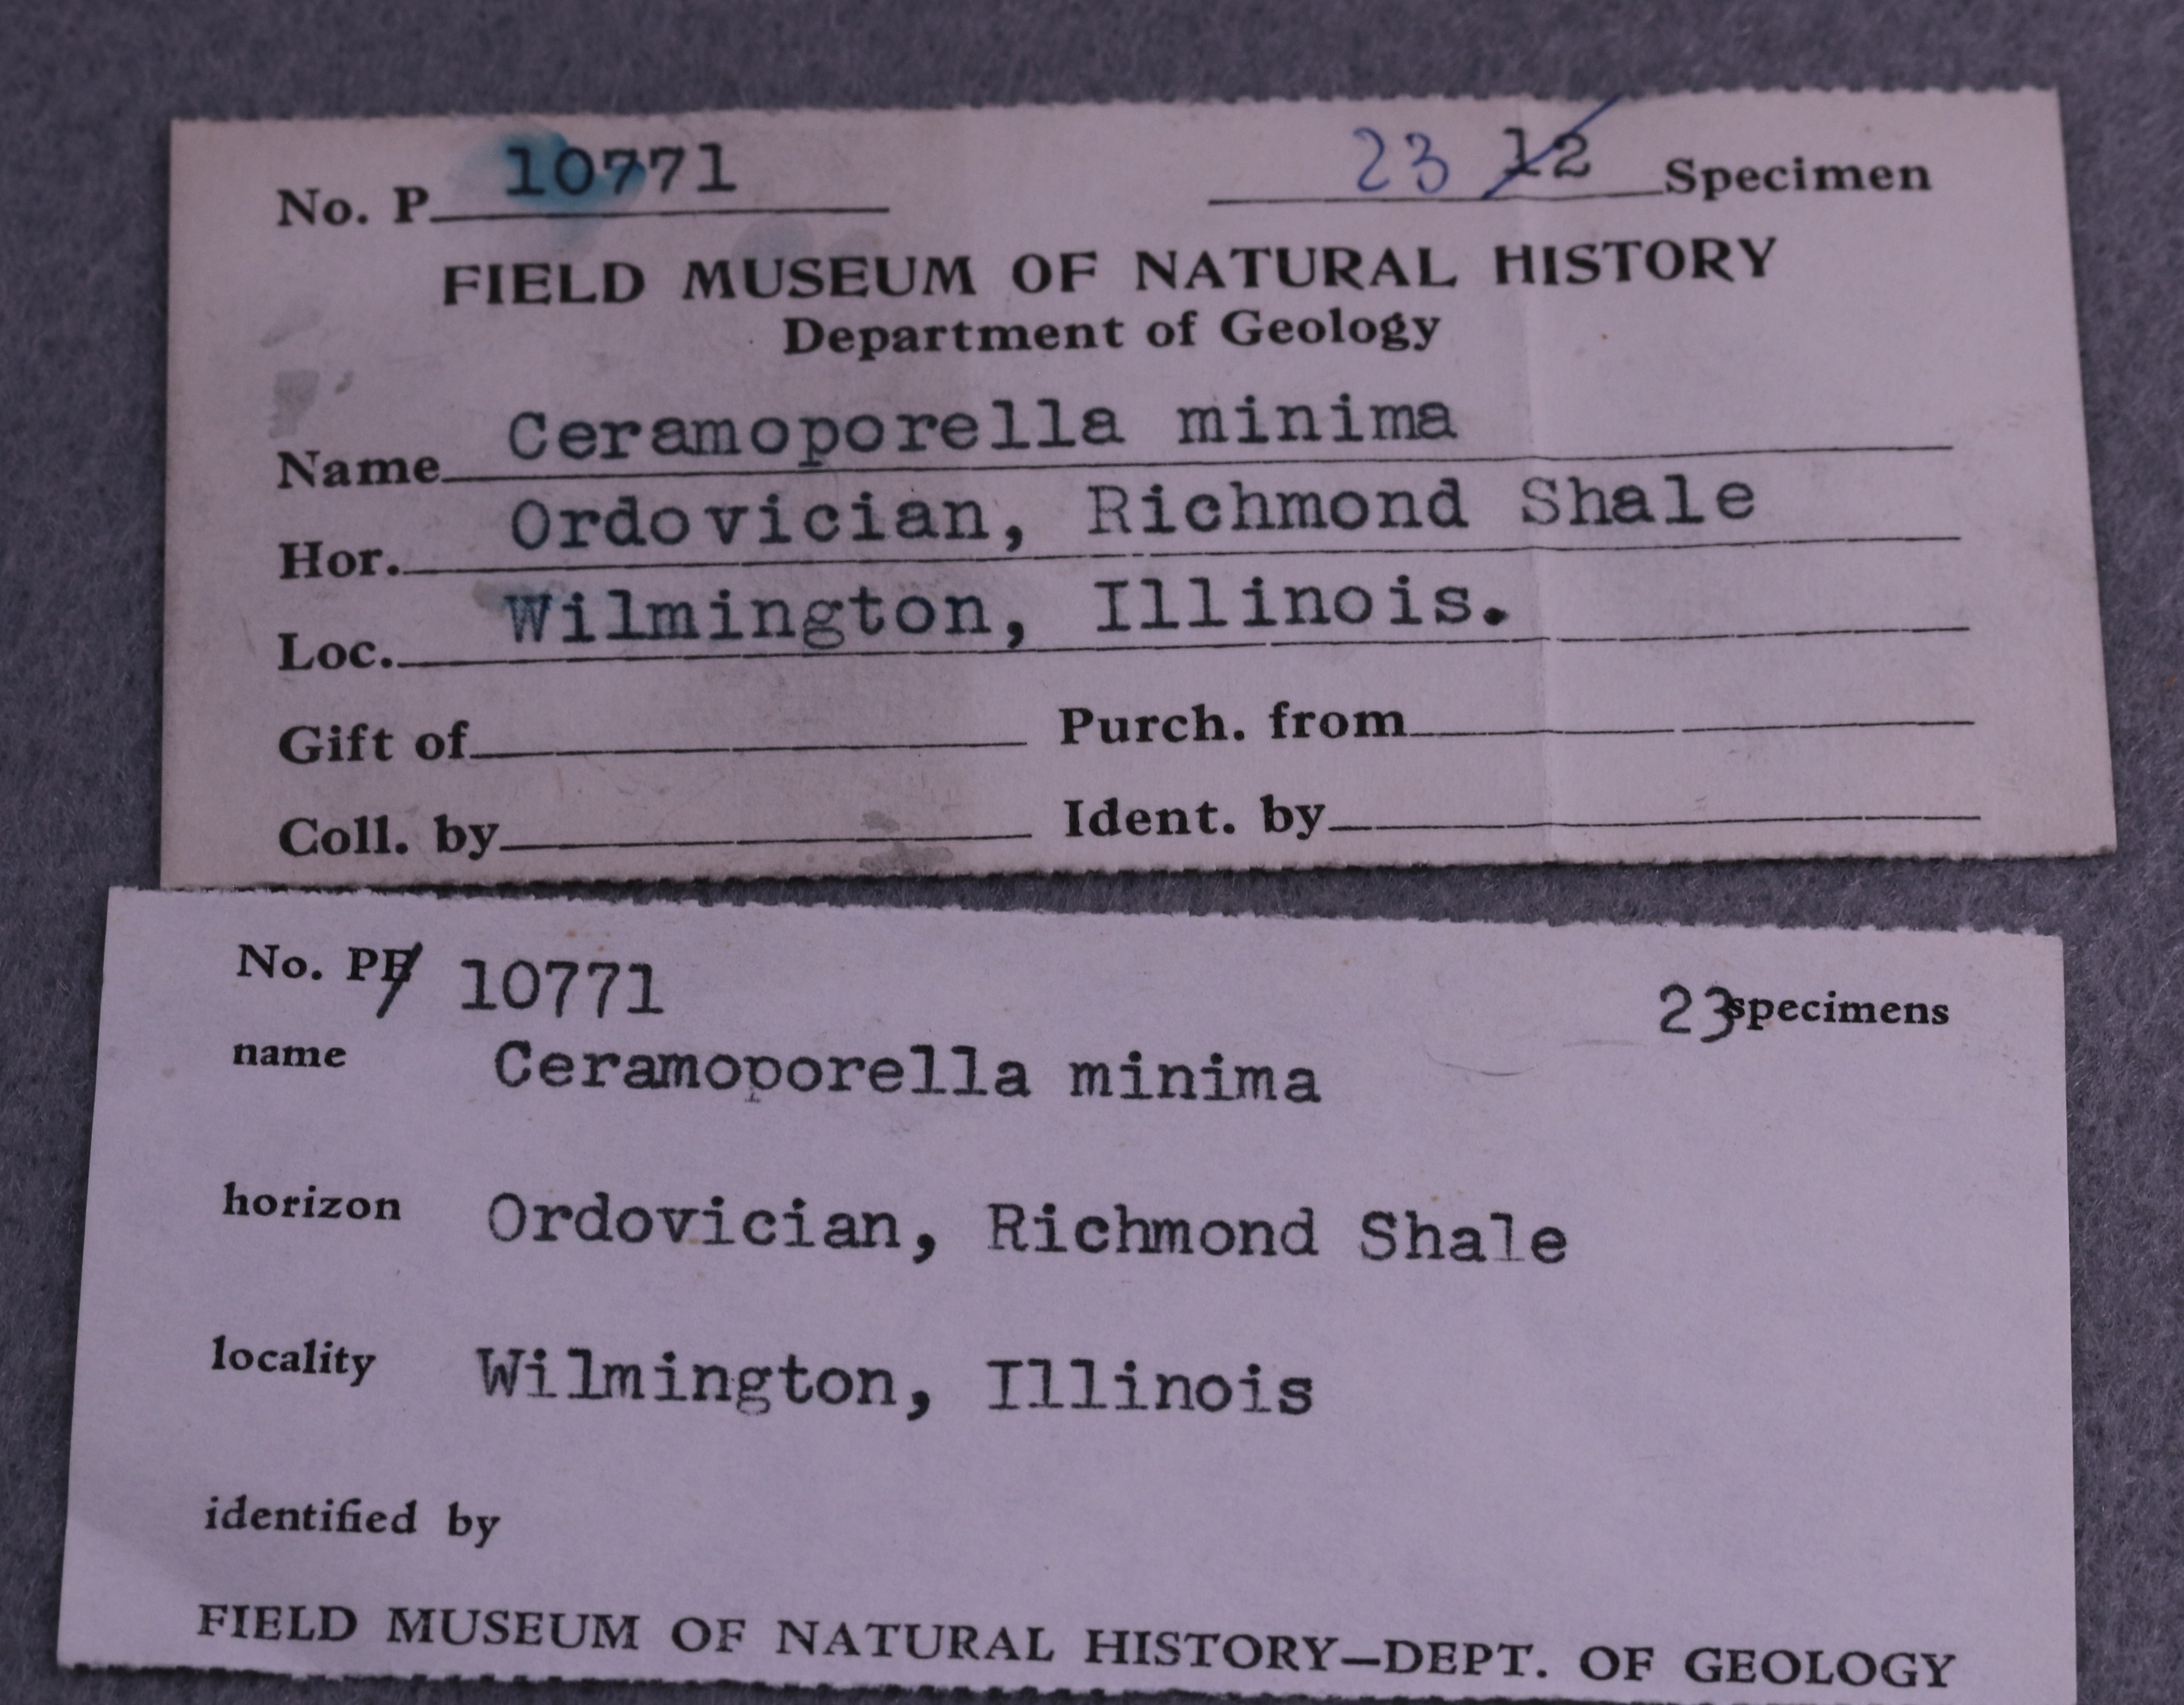 No. P 10771 23 12 Specimen
FIELD MUSEUM OF NATURAL HISTORY
Department of Geology
Name Ceramoporella minima
Hor. Ordovician, Richmond Shale
Loc. Wilmington, Illinois.
Gift of Purch. from
Coll. by Ident. by
No. PE 10771 23 specimens
name Ceramoporella minima
horizon Ordovician, Richmond Shale
locality Wilmington, Illinois
identified by
FIELD MUSEUM OF NATURAL HISTORY—DEPT. OF GEOLOGY